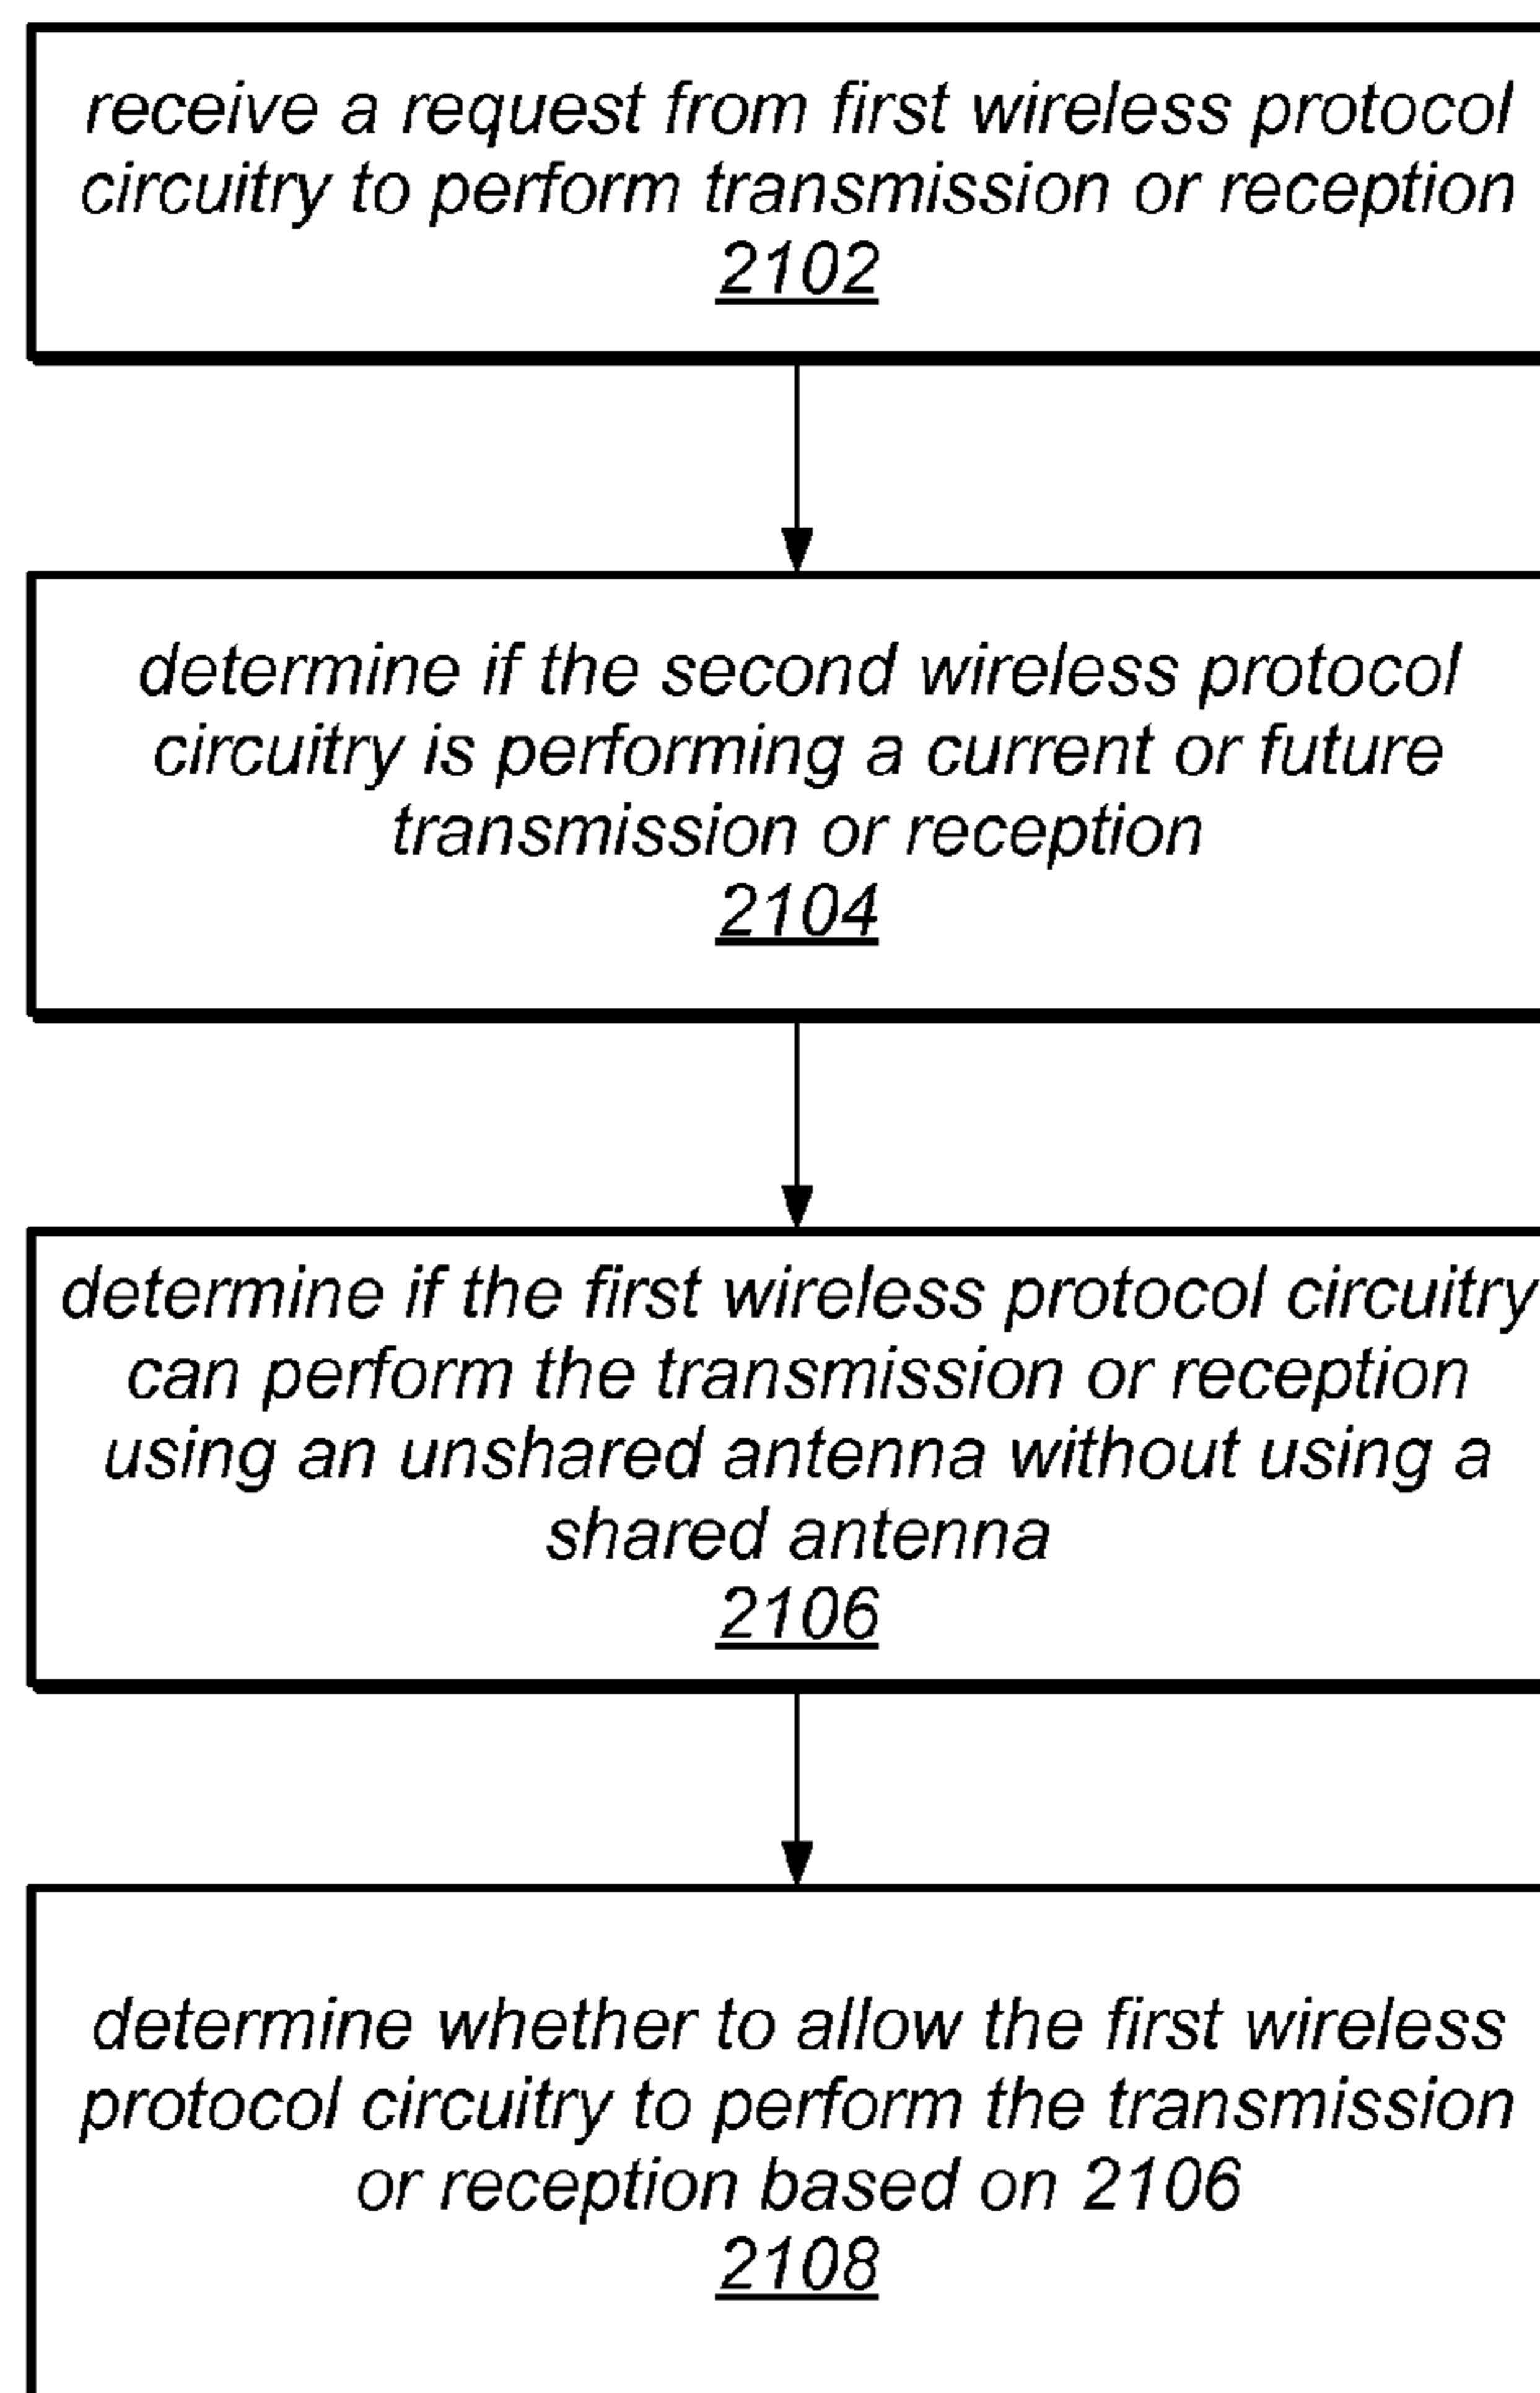 receive a request from first wireless protocol
circuitry to perform transmission or reception
2102
determine if the second wireless protocol
circuitry is performing a current or future
transmission or reception
2104
determine if the first wireless protocol circuitry
can perform the transmission or reception
using an unshared antenna without using a
shared antenna
2106
determine whether to allow the first wireless
protocol circuitry to perform the transmission
or reception based on 2106
2108